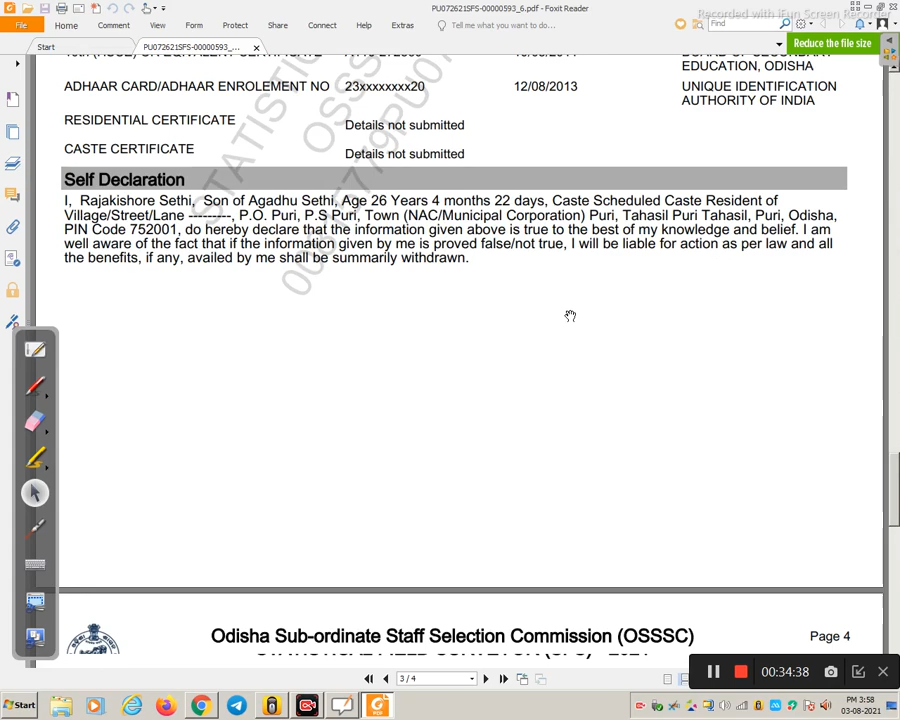 PU072621SFS-00000593_6.pdf - Foxit Reader
Recorded with iFun Screen Recorder
File Home Comment View Form Protect Share Connect Help Extras Tell me what you want to do... Find
Start PU072621SFS-00000593_... Reduce the file size
EDUCATION, ODISHA
ADHAAR CARD/ADHAAR ENROLEMENT NO 23xxxxxxxx20 12/08/2013 UNIQUE IDENTIFICATION
AUTHORITY OF INDIA
RESIDENTIAL CERTIFICATE Details not submitted
CASTE CERTIFICATE Details not submitted
Self Declaration
I, Rajakishore Sethi, Son of Agadhu Sethi, Age 26 Years 4 months 22 days, Caste Scheduled Caste Resident of
Village/Street/Lane ---------, P.O. Puri, P.S Puri, Town (NAC/Municipal Corporation) Puri, Tahasil Puri Tahasil, Puri, Odisha,
PIN Code 752001, do hereby declare that the information given above is true to the best of my knowledge and belief. I am
well aware of the fact that if the information given by me is proved false/not true, I will be liable for action as per law and all
the benefits, if any, availed by me shall be summarily withdrawn.
Odisha Sub-ordinate Staff Selection Commission (OSSSC) Page 4
00:34:38
3 / 4
Start PM 3:58
03-08-2021